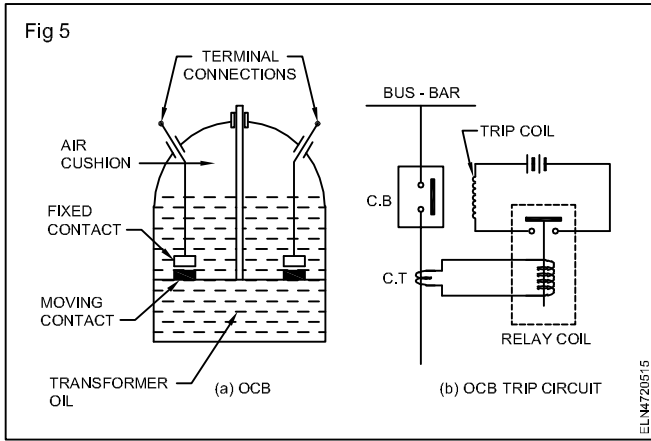 Fig 5
TERMINAL
CONNECTIONS
AIR
CUSHION
FIXED
CONTACT
MOVING
CONTACT
TRANSFORMER
OIL
(a) OCB
BUS - BAR
TRIP COIL
C.B
C.T
RELAY COIL
(b) OCB TRIP CIRCUIT
ELN4720515